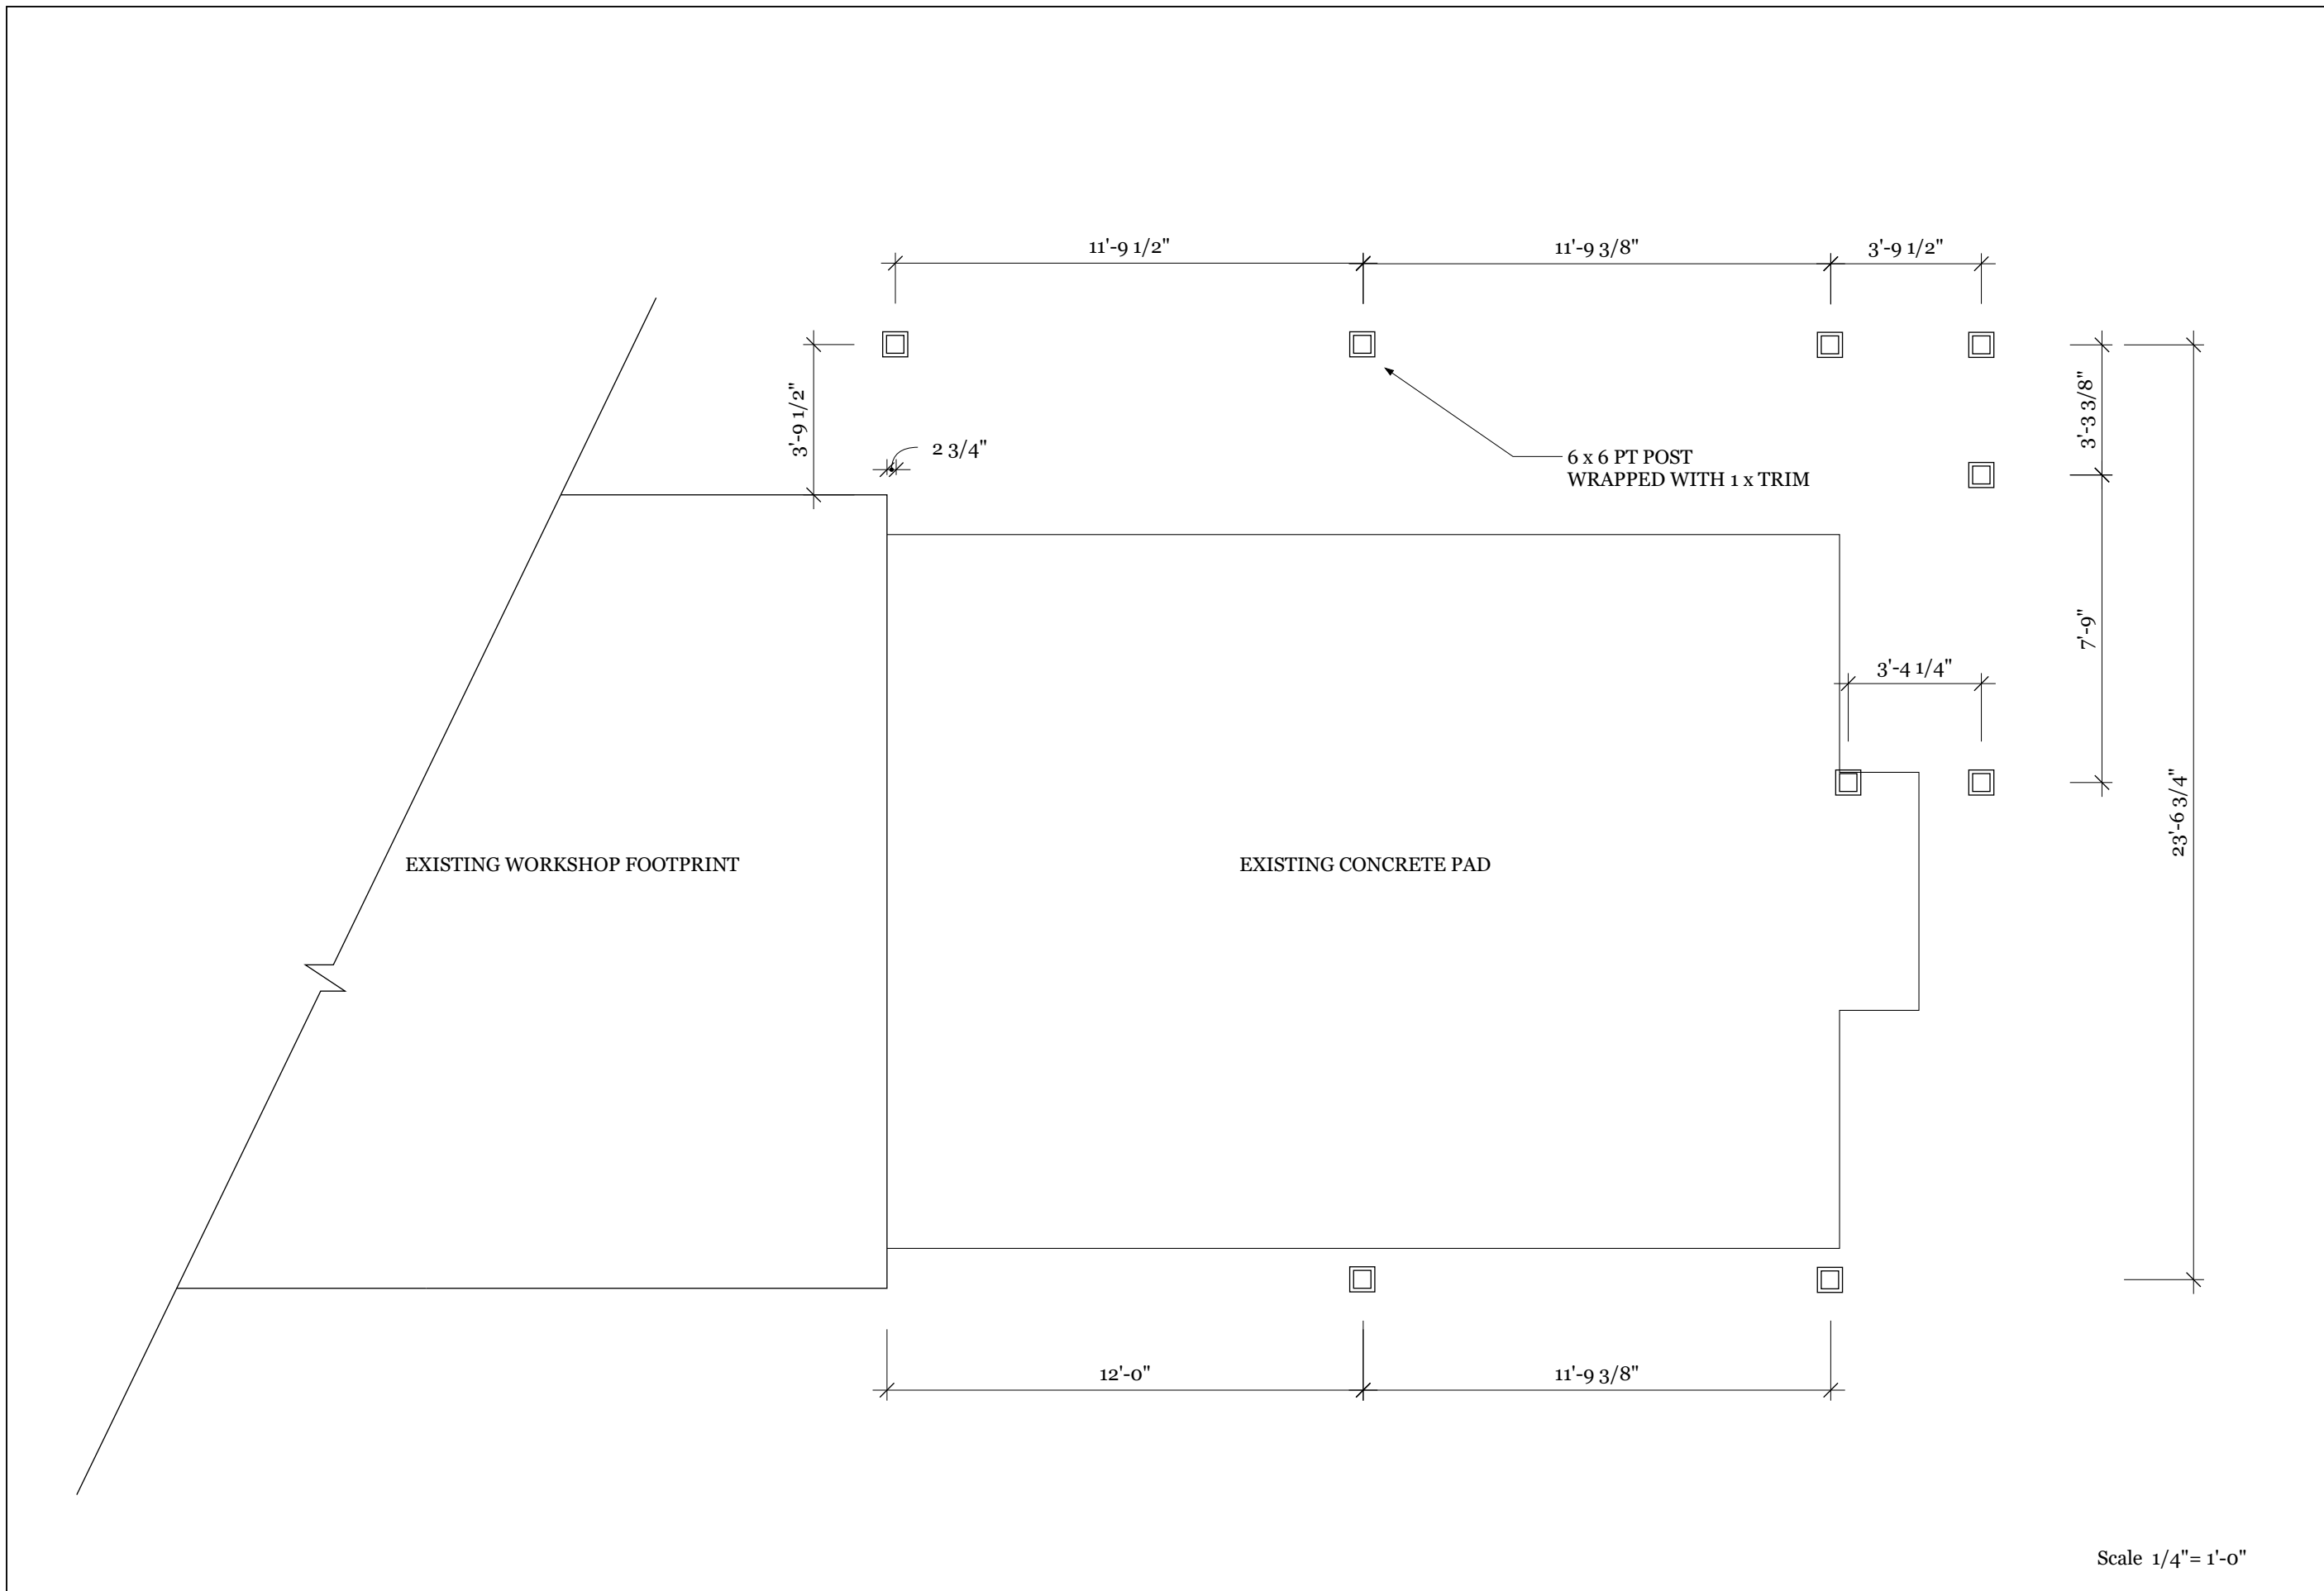 11'-9 1/2"
11'-9 3/8"
3'-9 1/2"
3'-9 1/2"
3'-3 3/8"
2 3/4"
6 x 6 PT POST
WRAPPED WITH 1 x TRIM
7'-9"
3'-4 1/4"
23'-6 3/4"
EXISTING WORKSHOP FOOTPRINT
EXISTING CONCRETE PAD
12'-0"
11'-9 3/8"
Scale 1/4"= 1'-0"